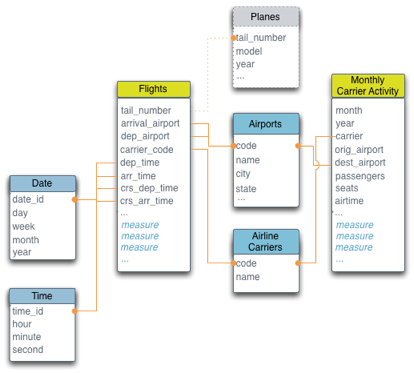 Planes
tail_number
model
year
...
Flights
tail_number
arrival_airport
dep_airport
carrier_code
dep_time
arr_time
crs_dep_time
crs_arr_time
...
measure
measure
measure
...
Monthly
Carrier Activity
month
year
carrier
orig_airport
dest_airport
passengers
seats
airtime
...
measure
measure
measure
...
Airports
code
name
city
state
...
Date
date_id
day
week
month
year
Airline
Carriers
code
name
Time
time_id
hour
minute
second